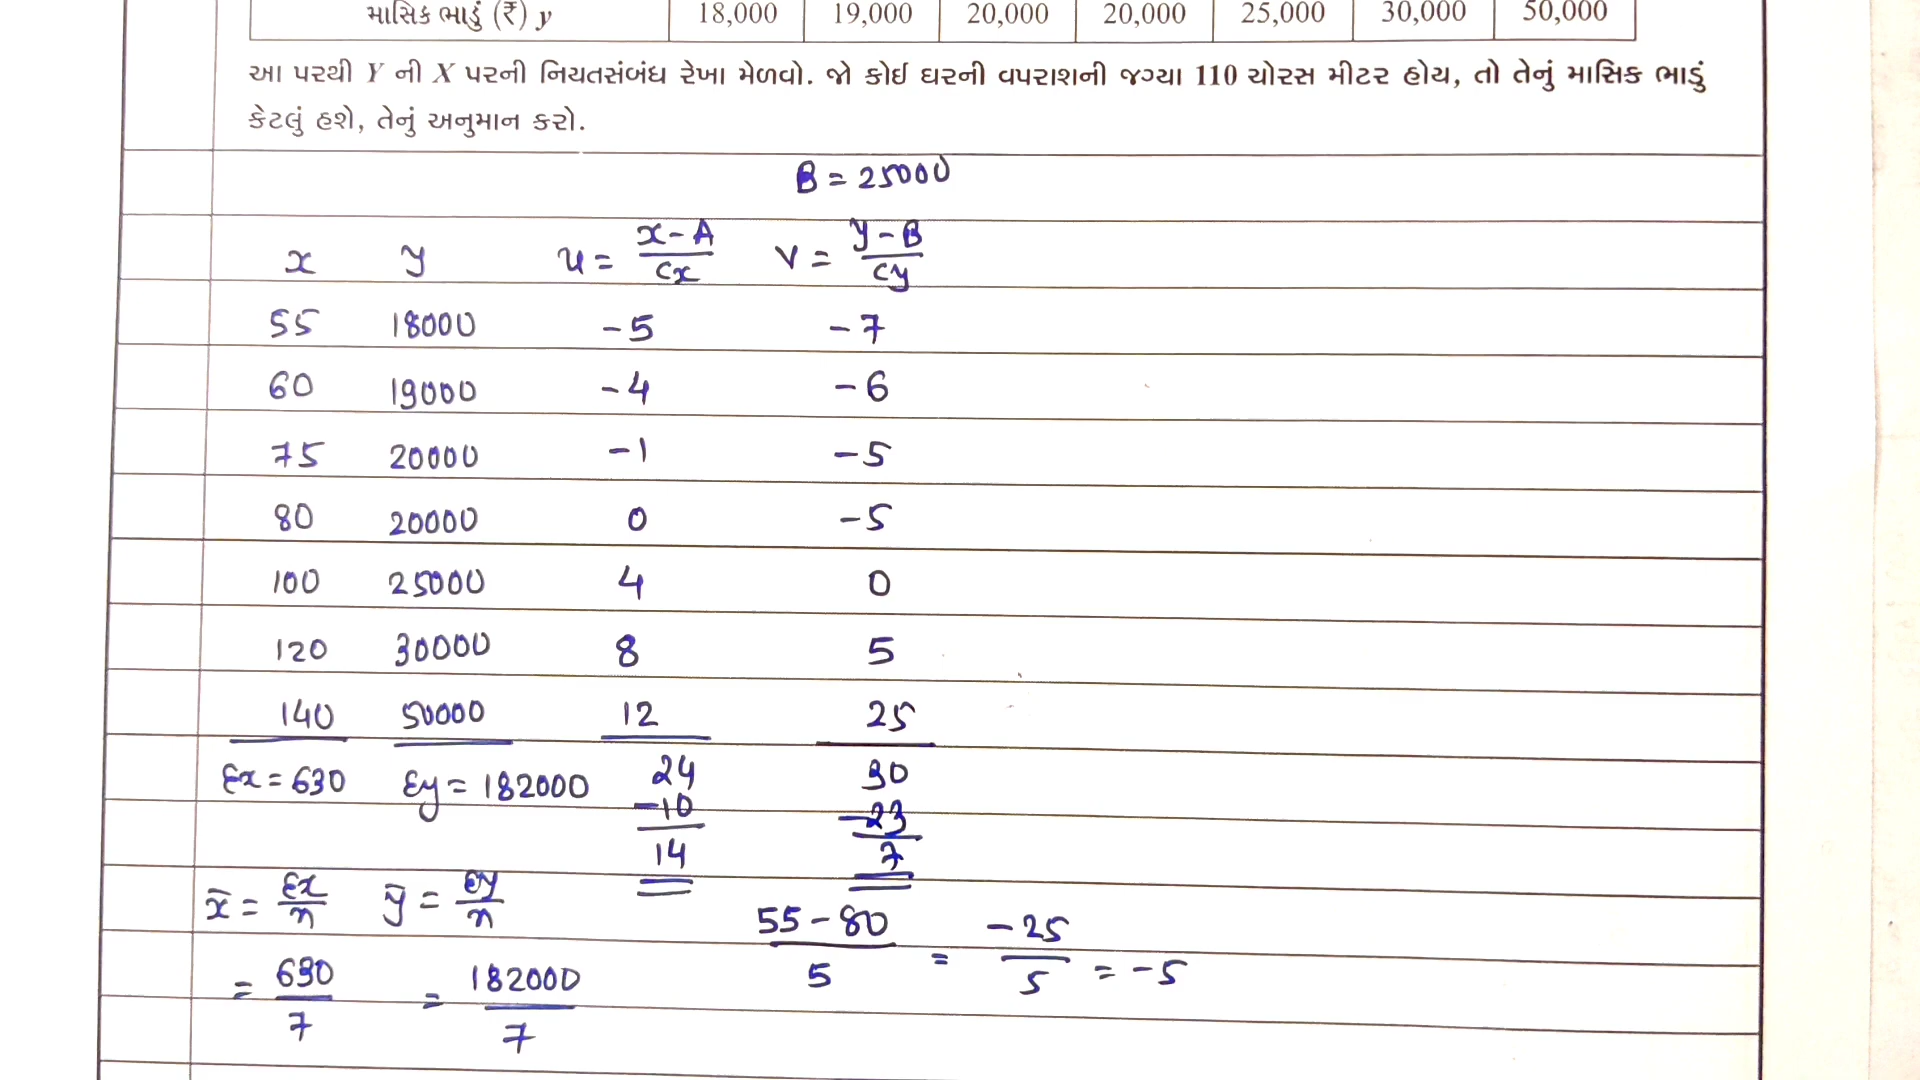 માસિક ભાડું (₹) y 18,000 19,000 20,000 20,000 25,000 30,000 50,000
આ પરથી Y ની X પરની નિયતસંબંધ રેખા મેળવો. જો કોઈ ઘરની વપરાશની જગ્યા 110 ચોરસ મીટર હોય, તો તેનું માસિક ભાડું
કેટલું હશે, તેનું અનુમાન કરો.
B = 25000
x y u = x-A / cx v = y-B / cy
55 18000 -5 -7
60 19000 -4 -6
75 20000 -1 -5
80 20000 0 -5
100 25000 4 0
120 30000 8 5
140 50000 12 25
Σx = 630 Σy = 182000 24 30
-10 -23
14 7
x̄ = Σx / n ȳ = Σy / n
55-80 / 5 = -25 / 5 = -5
= 630 / 7 = 182000 / 7